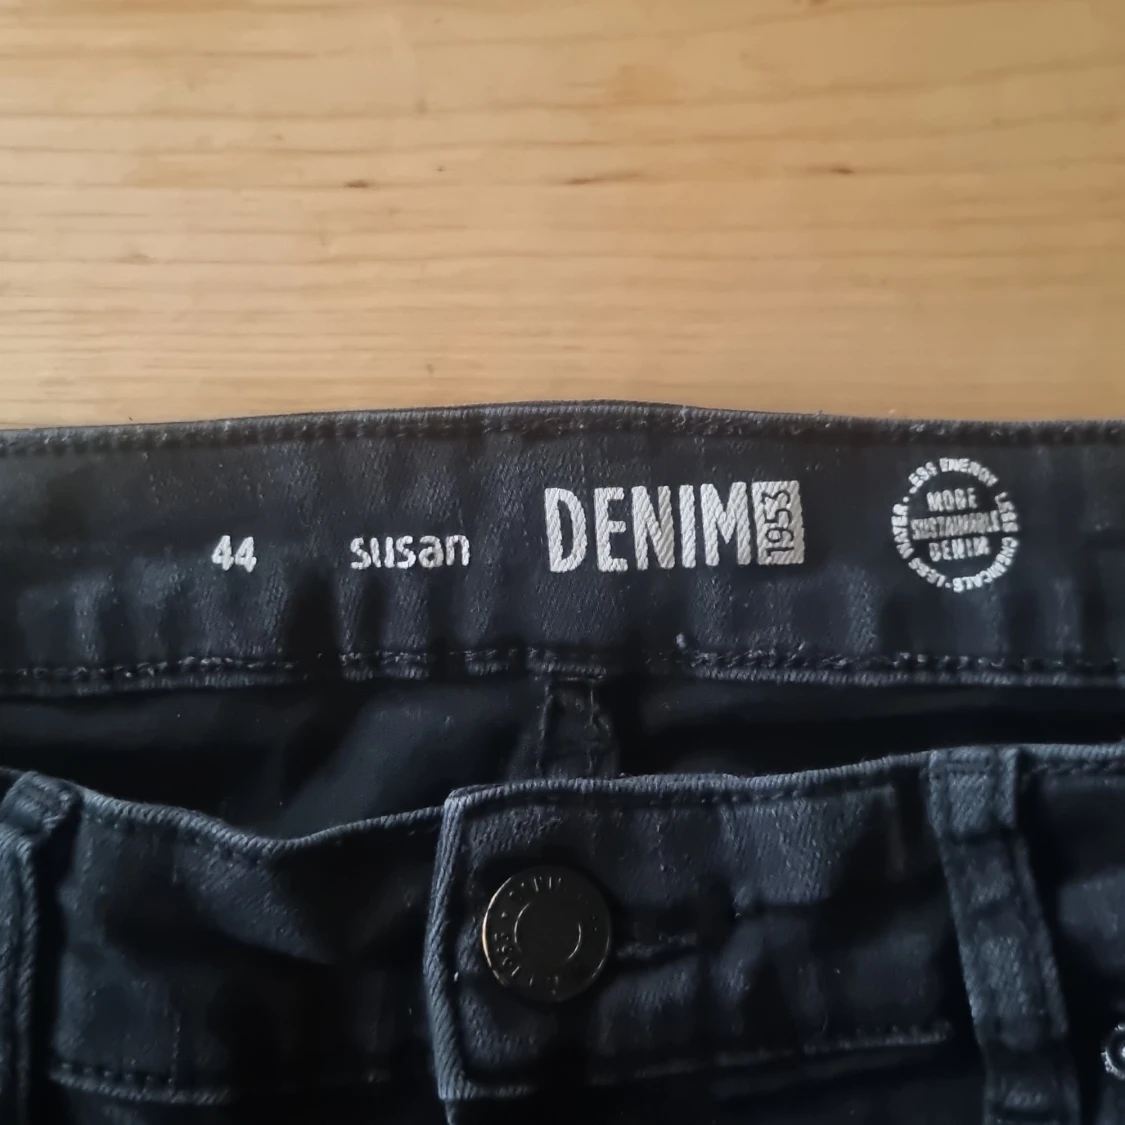 44 susan DENIM 1953
LESS ENERGY LESS CHEMICALS • LESS WATER •
MORE
SUSTAINABLE
DENIM